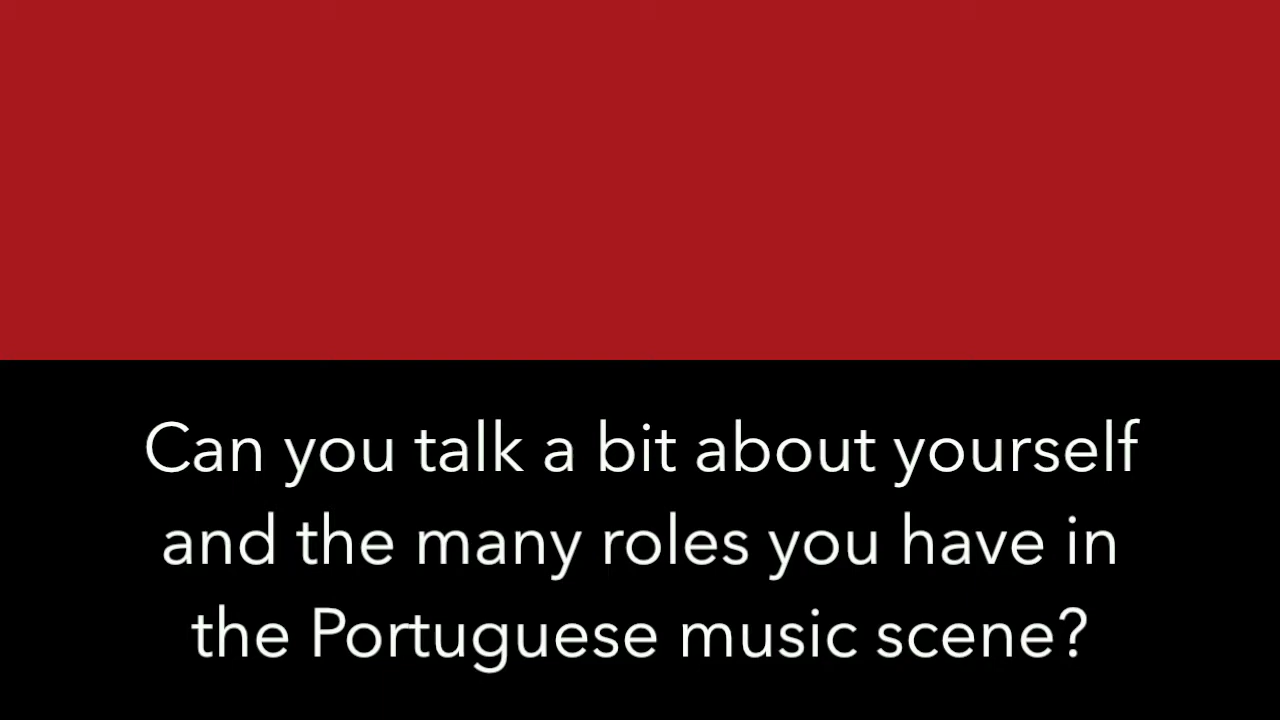 Can you talk a bit about yourself
and the many roles you have in
the Portuguese music scene?